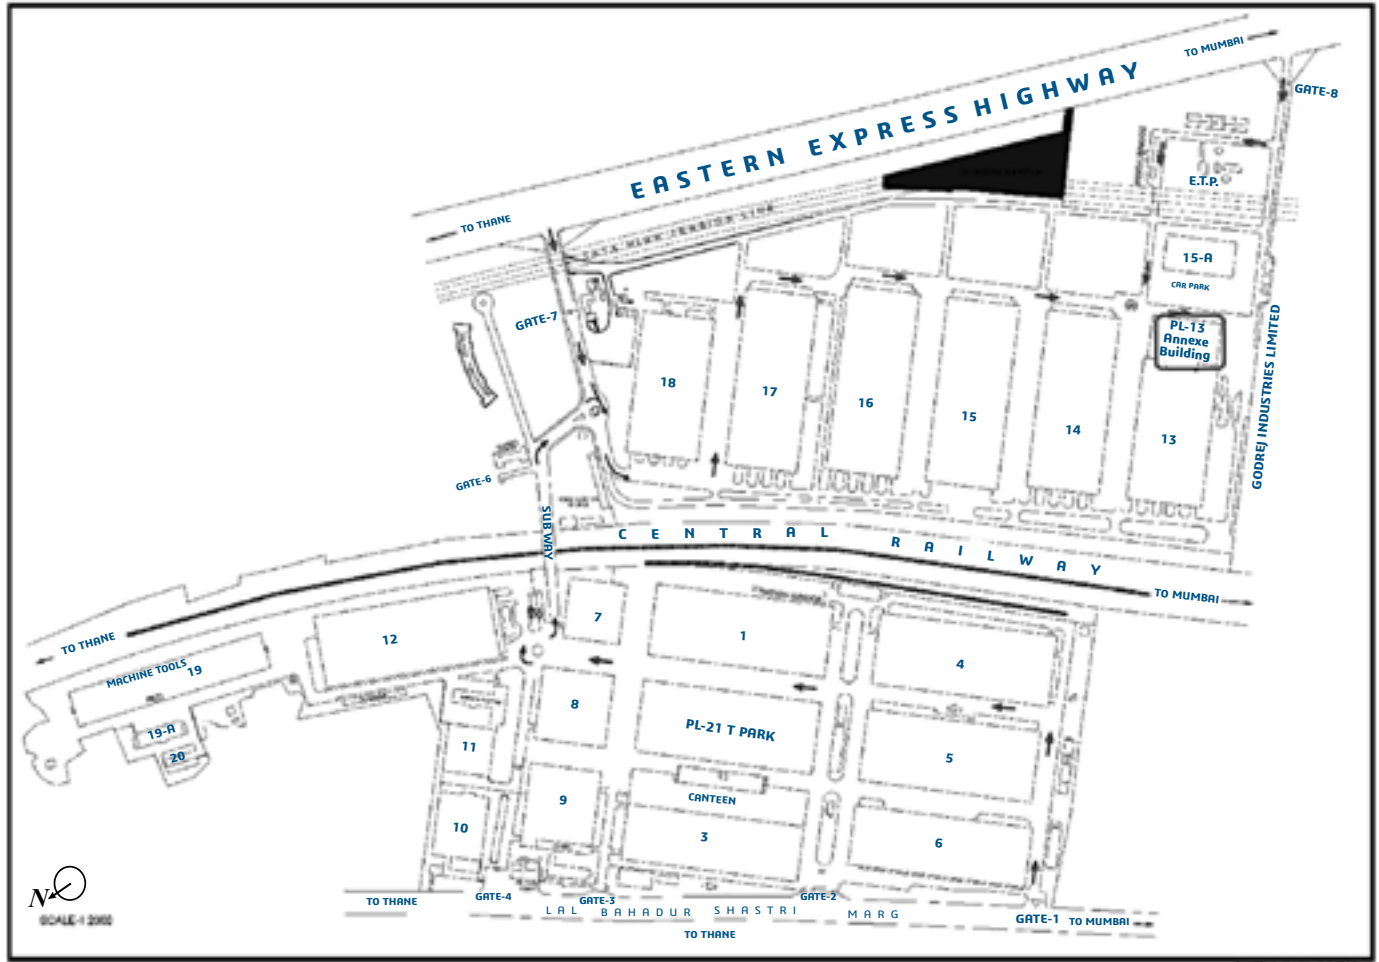 TO MUMBAI
GATE-8
EASTERN EXPRESS HIGHWAY
E.T.P.
TO THANE
TATA HIGH TENSION LINE
15-A
CAR PARK
GATE-7
PL-13
Annexe
Building
GODREJ INDUSTRIES LIMITED
18
17
16
15
14
13
GATE-6
SUBWAY
CENTRAL RAILWAY
TO MUMBAI
TO THANE
7
1
12
4
MACHINE TOOLS 19
8
PL-21 T PARK
19-A
20
11
5
CANTEEN
9
10
3
6
N
SCALE-1 2000
TO THANE
GATE-4
GATE-3
GATE-2
LAL BAHADUR SHASTRI MARG
GATE-1
TO MUMBAI
TO THANE